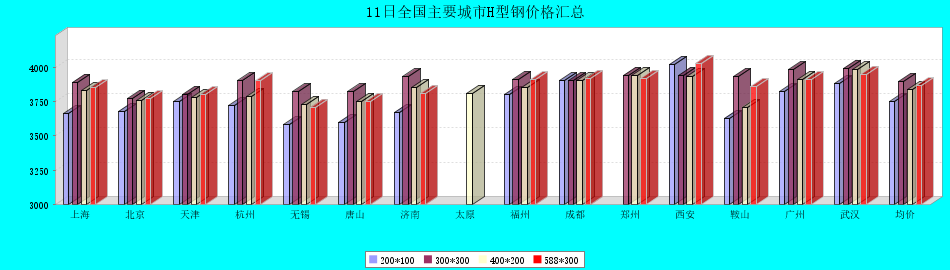 11日全国主要城市H型钢价格汇总
4000
3750
3500
3250
3000
上海 北京 天津 杭州 无锡 唐山 济南 太原 福州 成都 郑州 西安 鞍山 广州 武汉 均价
200*100 300*300 400*200 588*300